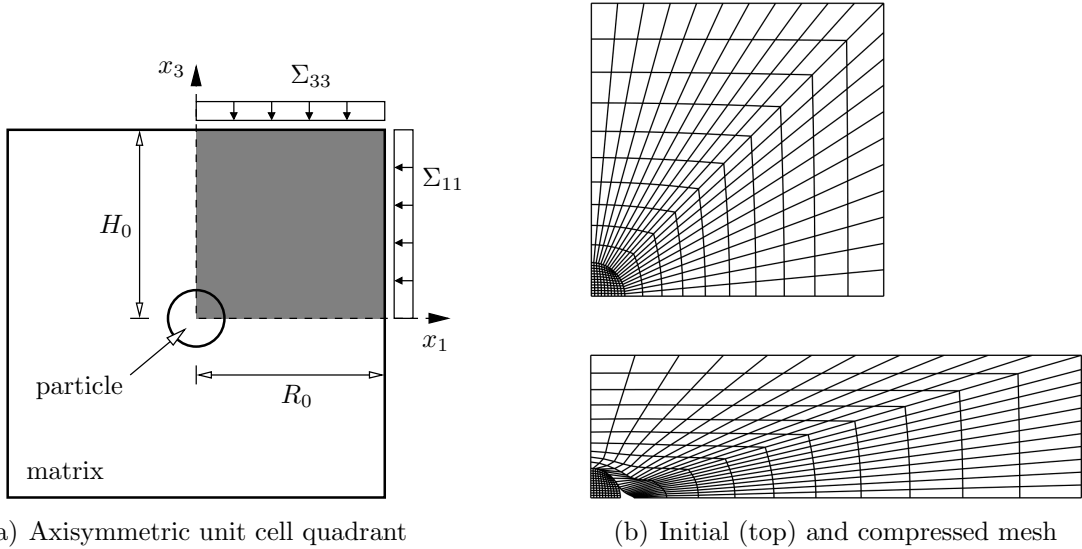 x₃
Σ₃₃
Σ₁₁
H₀
x₁
particle
R₀
matrix
a) Axisymmetric unit cell quadrant
(b) Initial (top) and compressed mesh